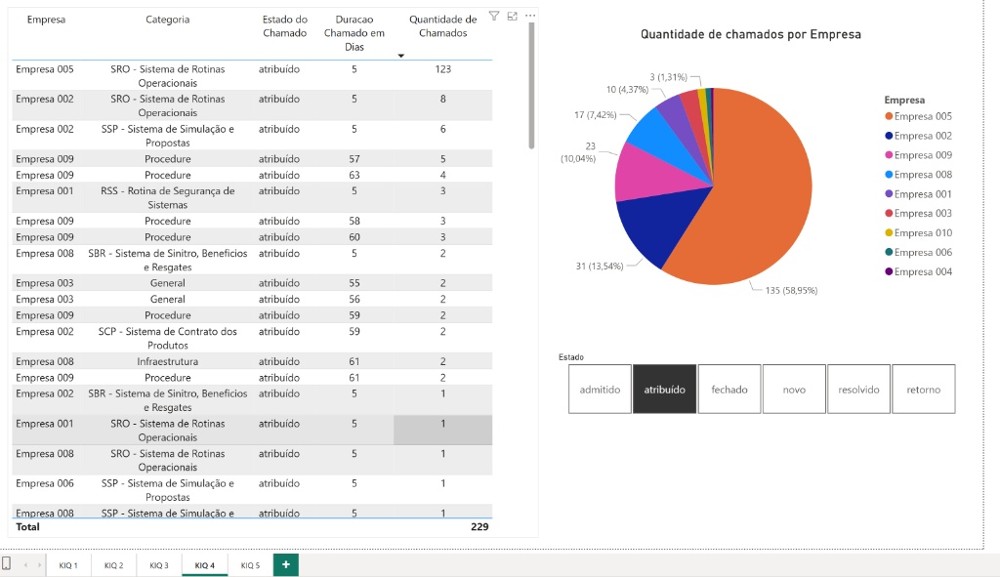 Empresa Categoria Estado do Chamado Duracao Chamado em Dias Quantidade de Chamados
Empresa 005 SRO - Sistema de Rotinas Operacionais atribuído 5 123
Empresa 002 SRO - Sistema de Rotinas Operacionais atribuído 5 8
Empresa 002 SSP - Sistema de Simulação e Propostas atribuído 5 6
Empresa 009 Procedure atribuído 57 5
Empresa 009 Procedure atribuído 63 4
Empresa 001 RSS - Rotina de Segurança de Sistemas atribuído 5 3
Empresa 009 Procedure atribuído 58 3
Empresa 009 Procedure atribuído 60 3
Empresa 008 SBR - Sistema de Sinitro, Beneficios e Resgates atribuído 5 2
Empresa 003 General atribuído 55 2
Empresa 003 General atribuído 56 2
Empresa 009 Procedure atribuído 59 2
Empresa 002 SCP - Sistema de Contrato dos Produtos atribuído 59 2
Empresa 008 Infraestrutura atribuído 61 2
Empresa 009 Procedure atribuído 61 2
Empresa 002 SBR - Sistema de Sinitro, Beneficios e Resgates atribuído 5 1
Empresa 001 SRO - Sistema de Rotinas Operacionais atribuído 5 1
Empresa 008 SRO - Sistema de Rotinas Operacionais atribuído 5 1
Empresa 006 SSP - Sistema de Simulação e Propostas atribuído 5 1
Empresa 008 SSP - Sistema de Simulação e atribuído 5 1
Total 229
Quantidade de chamados por Empresa
3 (1,31%)
10 (4,37%)
17 (7,42%)
23 (10,04%)
31 (13,54%)
135 (58,95%)
Empresa
Empresa 005
Empresa 002
Empresa 009
Empresa 008
Empresa 001
Empresa 003
Empresa 010
Empresa 006
Empresa 004
Estado
admitido atribuído fechado novo resolvido retorno
KIQ 1 KIQ 2 KIQ 3 KIQ 4 KIQ 5 +